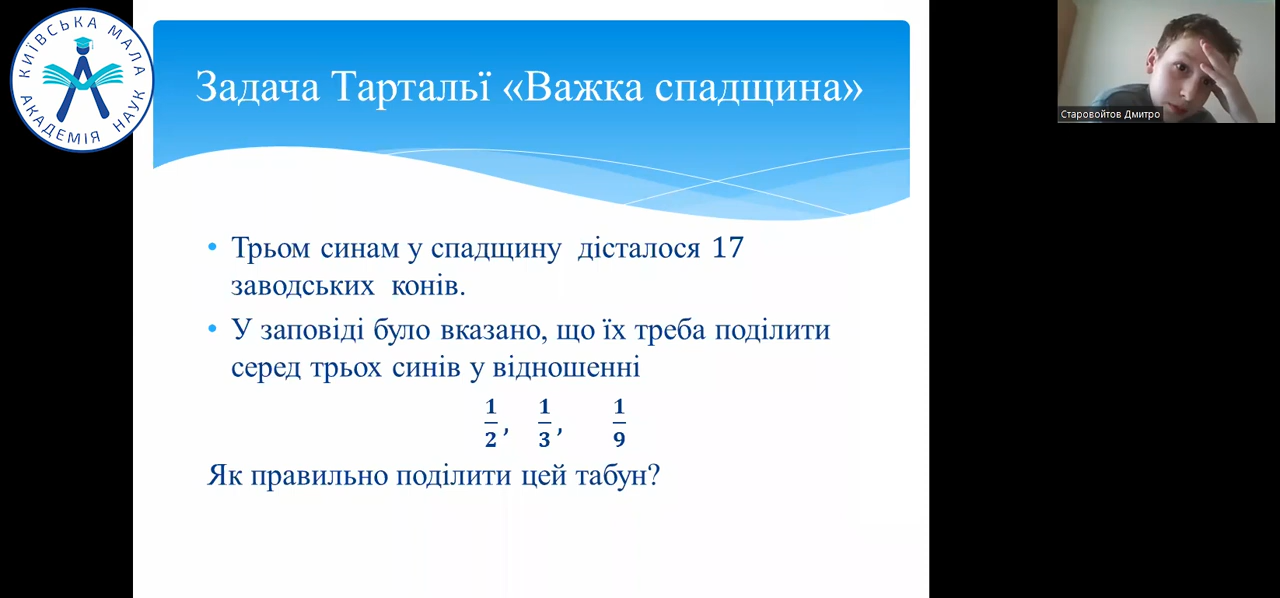 КИЇВСЬКА МАЛА
АКАДЕМІЯ НАУК
Задача Тартальї «Важка спадщина»
Старовойтов Дмитро
• Трьом синам у спадщину дісталося 17
заводських конів.
• У заповіді було вказано, що їх треба поділити
серед трьох синів у відношенні
1/2, 1/3, 1/9
Як правильно поділити цей табун?